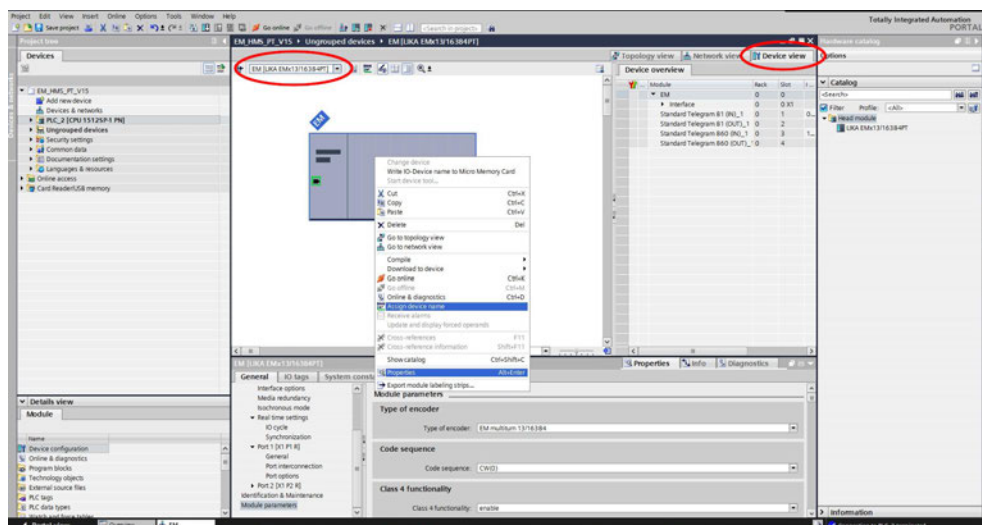 Project Edit View Insert Online Options Tools Window Help
Totally Integrated Automation
PORTAL
Save project Go online Go offline <Search in project>
Project tree
EM_HMS_PT_V15 Ungrouped devices EM [LIKA EMx13/16384PT]
Hardware catalog
Devices
Topology view Network view Device view
Options
EM [LIKA EMx13/16384PT]
Device overview
EM_HMS_PT_V15
Add new device
Devices & networks
PLC_2 [CPU 1512SP-1 PN]
Ungrouped devices
Security settings
Common data
Documentation settings
Languages & resources
Online access
Card Reader/USB memory
EM
Module Rack Slot
EM 0 0
Interface 0 0 X1
Standard Telegram 81 (IN)_1 0 1
Standard Telegram 81 (OUT)_1 0 2
Standard Telegram 860 (IN)_1 0 3
Standard Telegram 860 (OUT)_1 0 4
Catalog
<Search>
Filter Profile: <All>
Head module
LIKA EMx13/16384PT
Change device
Write IO-Device name to Micro Memory Card
Start device tool...
Cut Ctrl+X
Copy Ctrl+C
Paste Ctrl+V
Delete Del
Go to topology view
Go to network view
Compile
Download to device
Go online Ctrl+K
Go offline Ctrl+M
Online & diagnostics Ctrl+D
Assign device name
Receive alarms
Update and display forced operands
Cross-references F11
Cross-reference information Shift+F11
Show catalog Ctrl+Shift+C
Properties Alt+Enter
Export module labeling strips...
EM [LIKA EMx13/16384PT]
Properties Info Diagnostics
General IO tags System const
Interface options
Media redundancy
Isochronous mode
Real time settings
IO cycle
Synchronization
Port 1 [X1 P1 R]
General
Port interconnection
Port options
Port 2 [X1 P2 R]
Identification & Maintenance
Module parameters
Module parameters
Type of encoder
Type of encoder: EM multiturn 13/16384
Code sequence
Code sequence: CW(0)
Class 4 functionality
Class 4 functionality: enable
Details view
Module
Name
Device configuration
Online & diagnostics
Program blocks
Technology objects
External source files
PLC tags
PLC data types
Watch and force tables
Information
Portal view Overview EM